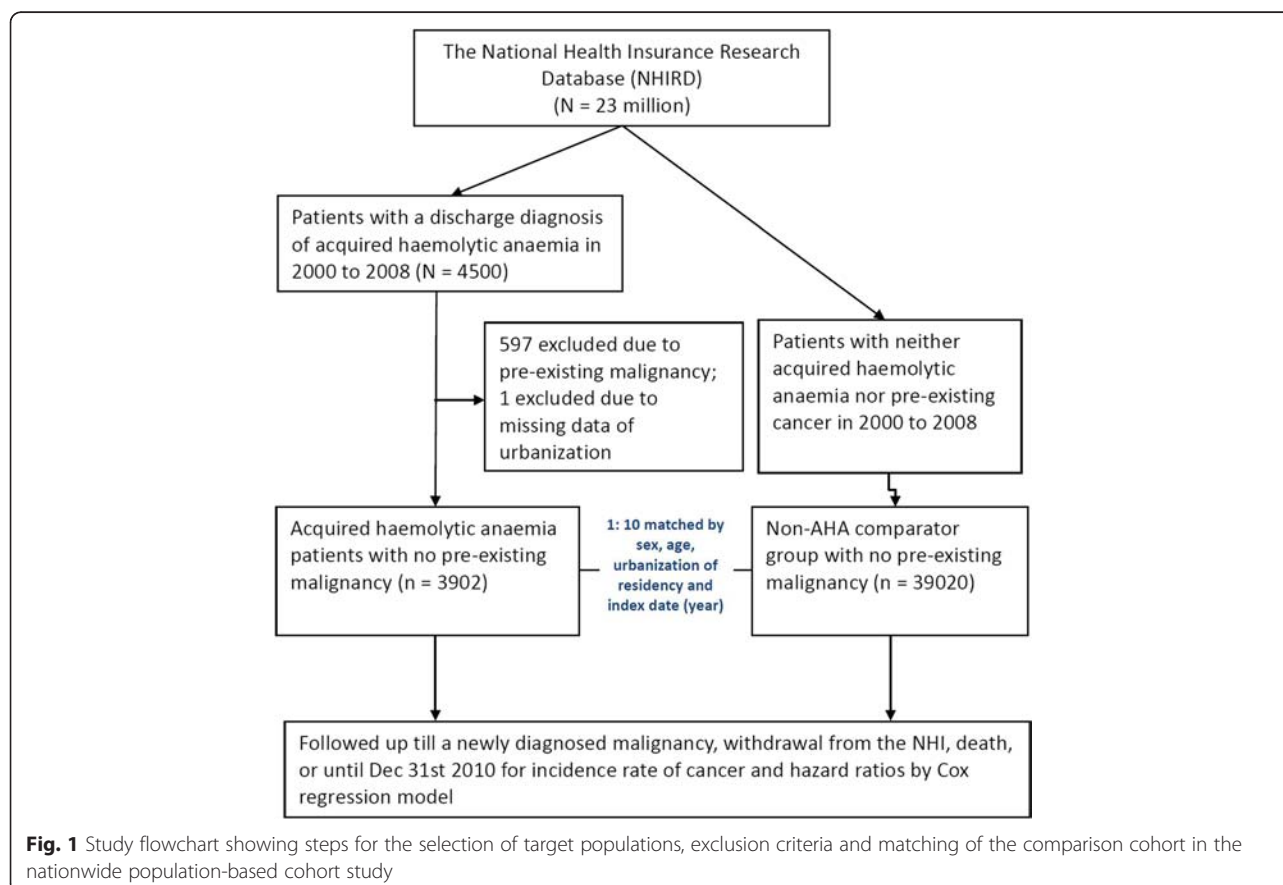 The National Health Insurance Research
Database (NHIRD)
(N = 23 million)
Patients with a discharge diagnosis
of acquired haemolytic anaemia in
2000 to 2008 (N = 4500)
597 excluded due to
pre-existing malignancy;
1 excluded due to
missing data of
urbanization
Patients with neither
acquired haemolytic
anaemia nor pre-existing
cancer in 2000 to 2008
Acquired haemolytic anaemia
patients with no pre-existing
malignancy (n = 3902)
1: 10 matched by
sex, age,
urbanization of
residency and
index date (year)
Non-AHA comparator
group with no pre-existing
malignancy (n = 39020)
Followed up till a newly diagnosed malignancy, withdrawal from the NHI, death,
or until Dec 31st 2010 for incidence rate of cancer and hazard ratios by Cox
regression model
Fig. 1 Study flowchart showing steps for the selection of target populations, exclusion criteria and matching of the comparison cohort in the
nationwide population-based cohort study